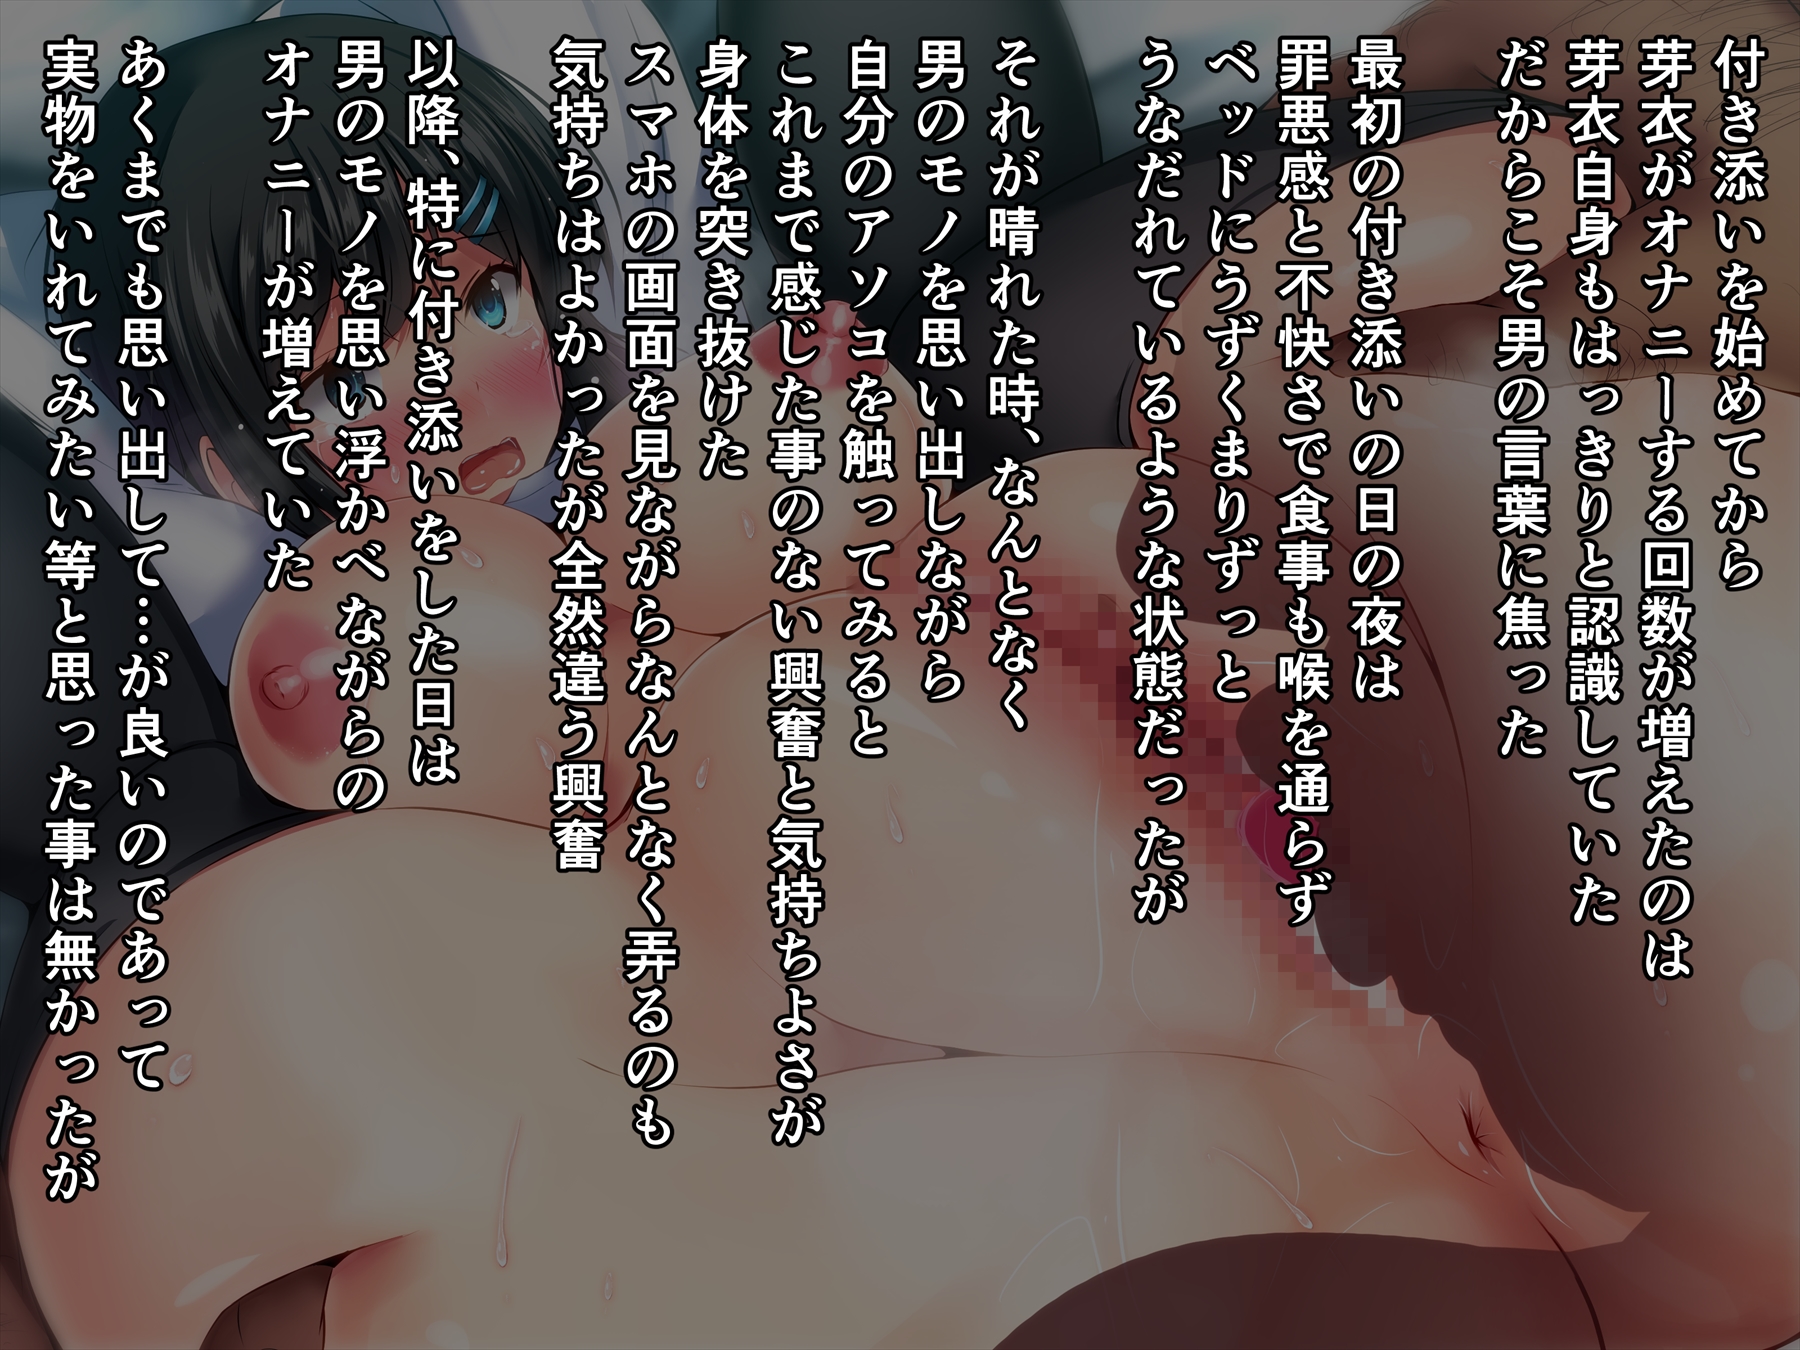 付き添いを始めてから
芽衣がオナニーする回数が増えたのは
芽衣自身もはっきりと認識していた
だからこそ男の言葉に焦った
最初の付き添いの日の夜は
罪悪感と不快さで食事も喉を通らず
ベッドにうずくまりずっと
うなだれているような状態だったが
それが晴れた時、なんとなく
男のモノを思い出しながら
自分のアソコを触ってみると
これまで感じた事のない興奮と気持ちよさが
身体を突き抜けた
スマホの画面を見ながらなんとなく弄るのも
気持ちはよかったが全然違う興奮
以降、特に付き添いをした日は
男のモノを思い浮かべながらの
オナニーが増えていた
あくまでも思い出して…が良いのであって
実物をいれてみたい等と思った事は無かったが